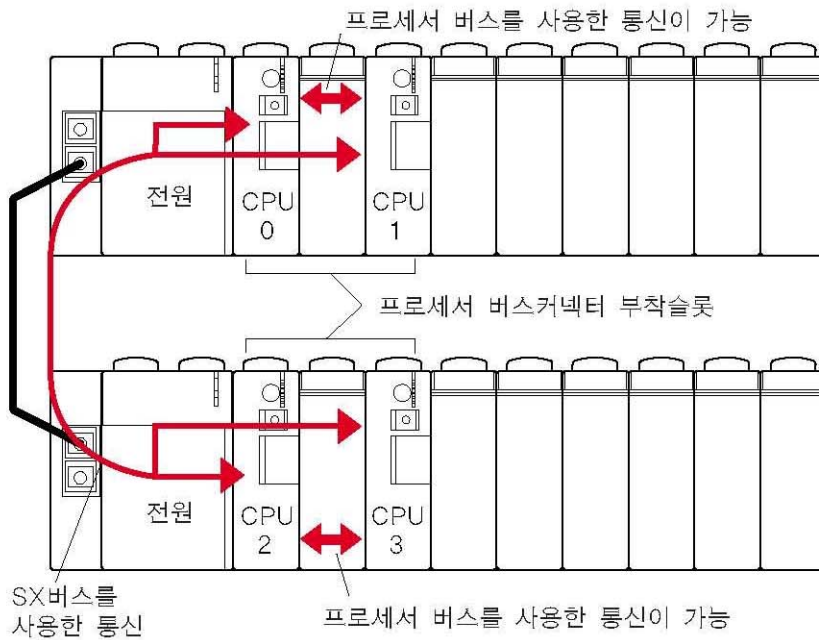 프로세서 버스를 사용한 통신이 가능
전원
CPU
0
CPU
1
프로세서 버스커넥터 부착슬롯
전원
CPU
2
CPU
3
SX버스를
사용한 통신
프로세서 버스를 사용한 통신이 가능